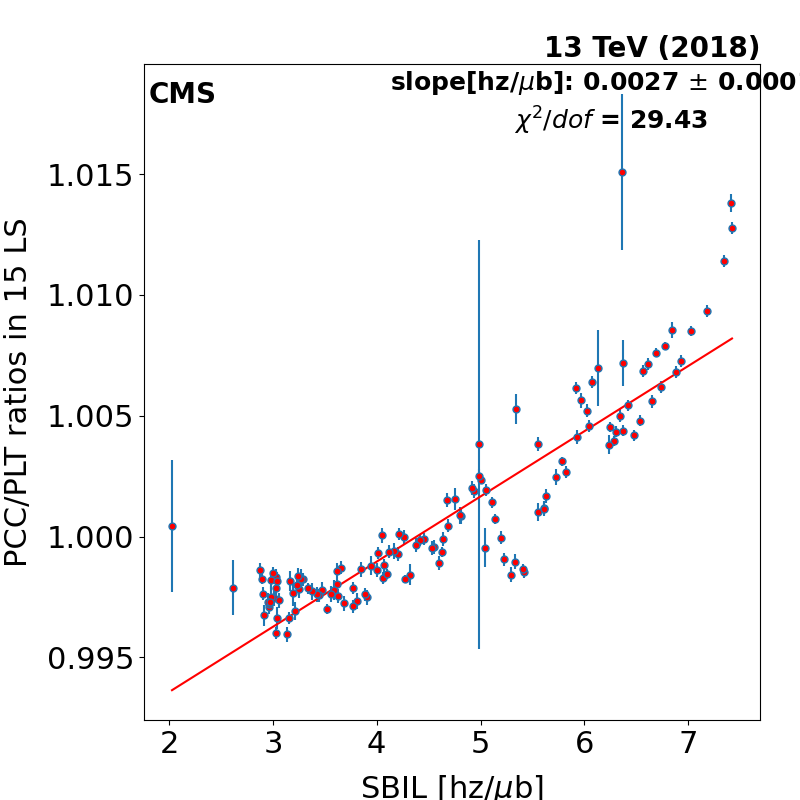 13 TeV (2018)
CMS
slope[hz/μb]: 0.0027 ± 0.000
χ²/dof = 29.43
PCC/PLT ratios in 15 LS
1.015
1.010
1.005
1.000
0.995
2 3 4 5 6 7
SBIL [hz/μb]